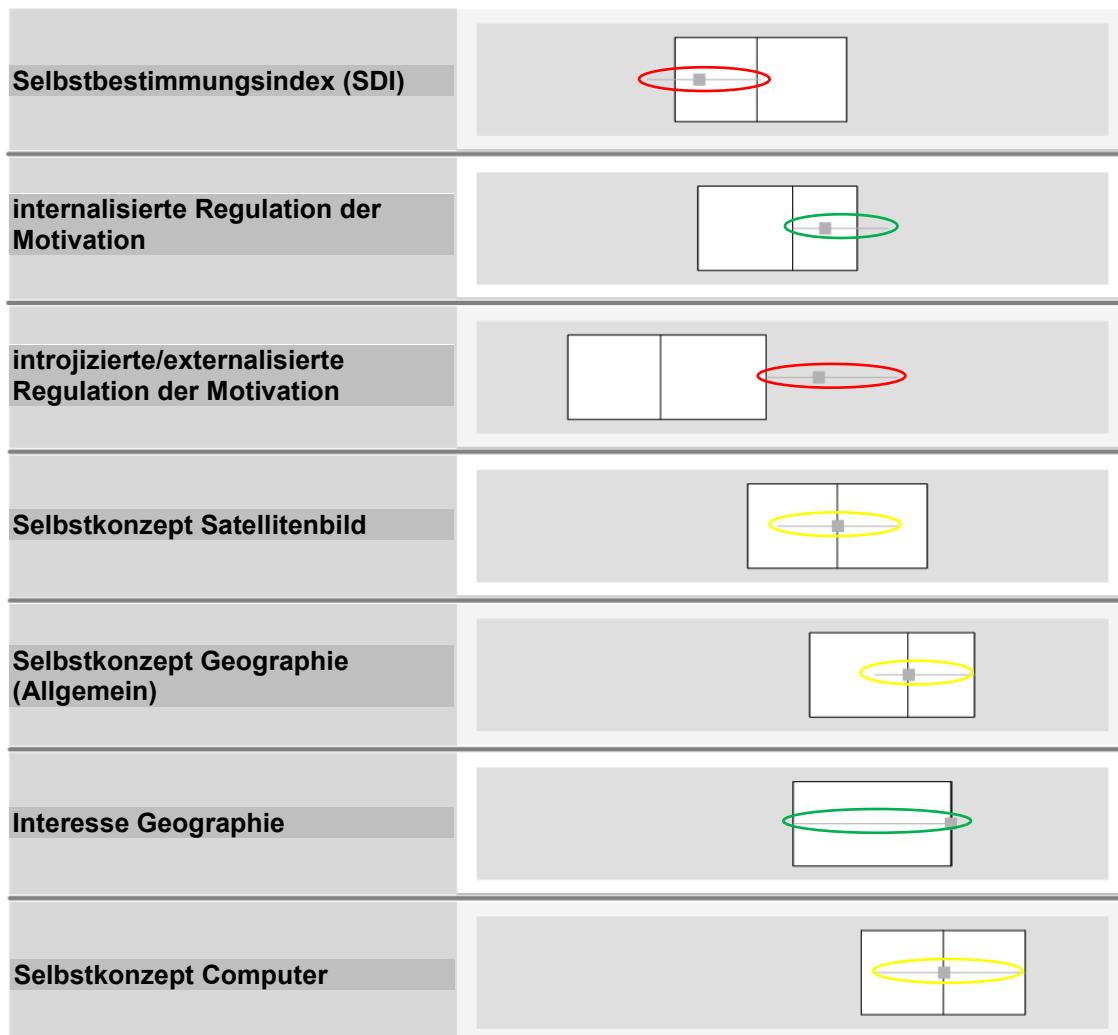 Selbstbestimmungsindex (SDI)
internalisierte Regulation der
Motivation
introjizierte/externalisierte
Regulation der Motivation
Selbstkonzept Satellitenbild
Selbstkonzept Geographie
(Allgemein)
Interesse Geographie
Selbstkonzept Computer